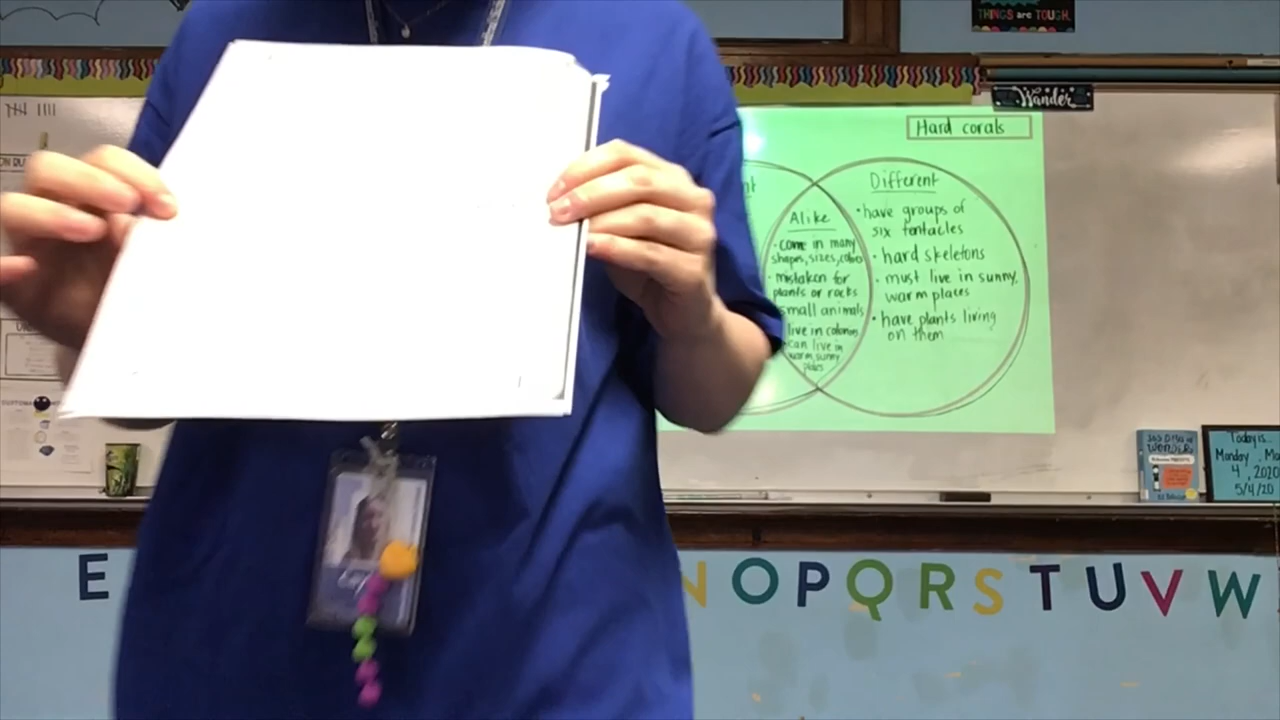 THINGS are TOUGH.
Wander
Hard corals
Different
• have groups of
six tentacles
• hard skeletons
• must live in sunny,
warm places
• have plants living
on them
Alike
• come in many
shapes, sizes, colors
• mistaken for
plants or rocks
small animals
live in colonies
can live in
warm, sunny
places
Today is...
Monday
4, 2020
5/4/20
E
N O P Q R S T U V W